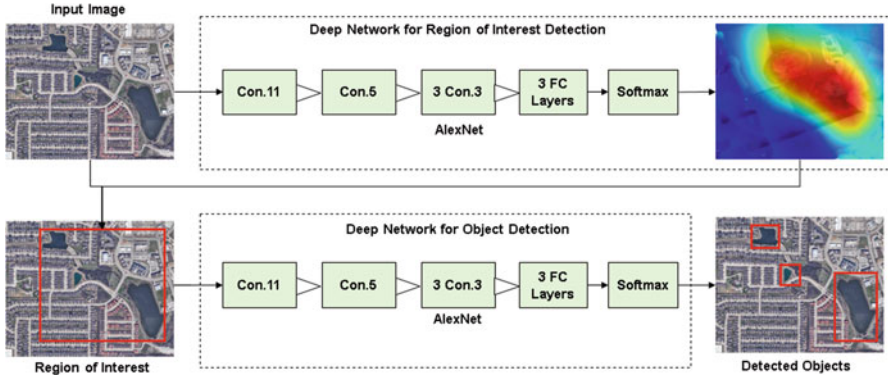 Input Image
Deep Network for Region of Interest Detection
Con.11
Con.5
3 Con.3
3 FC
Layers
Softmax
AlexNet
Deep Network for Object Detection
Con.11
Con.5
3 Con.3
3 FC
Layers
Softmax
AlexNet
Region of Interest
Detected Objects